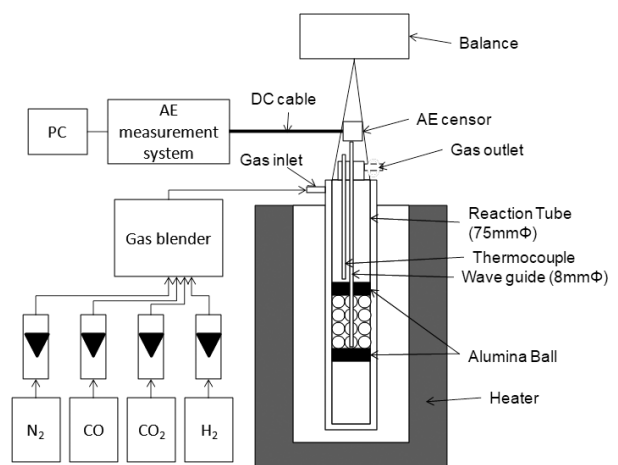 Balance
DC cable
AE
measurement
system
PC
AE censor
Gas inlet
Gas outlet
Gas blender
Reaction Tube
(75mmΦ)
Thermocouple
Wave guide (8mmΦ)
Alumina Ball
Heater
N₂
CO
CO₂
H₂